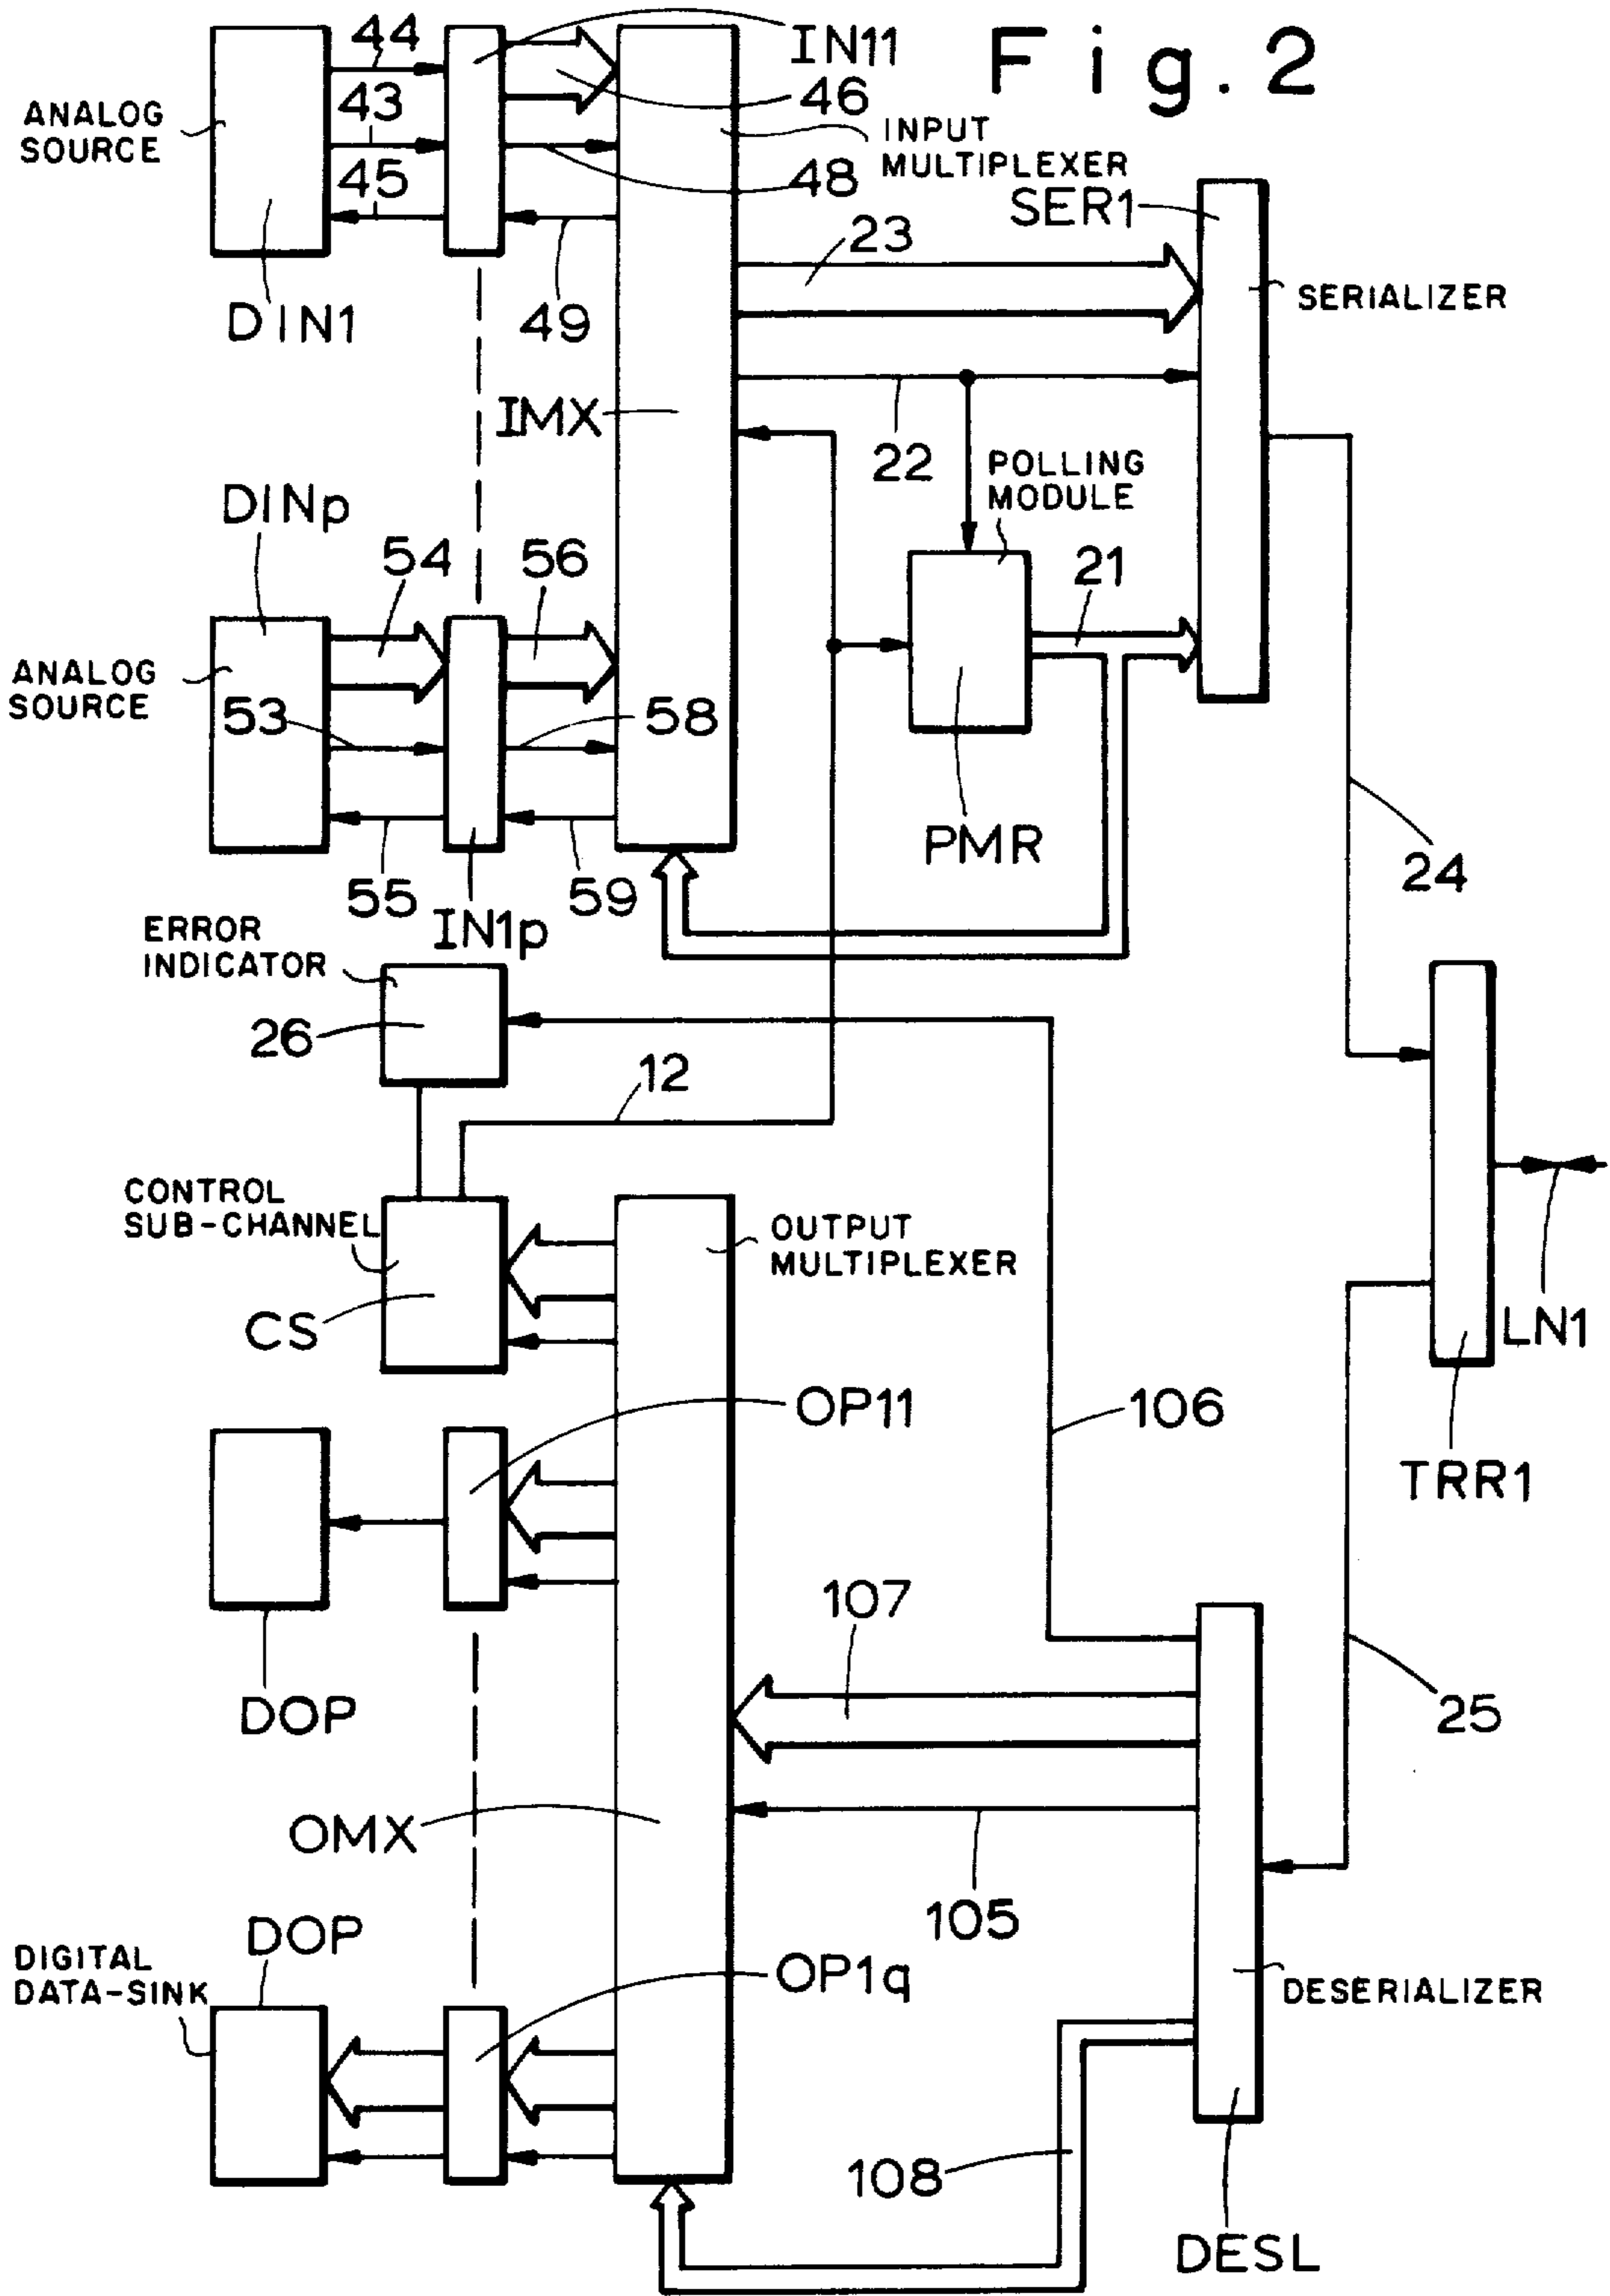 Fig. 2
44
IN11
43
46
ANALOG
SOURCE
INPUT
MULTIPLEXER
45
48
SER1
23
DIN1
49
SERIALIZER
IMX
22
POLLING
MODULE
DINp
54
56
21
ANALOG
SOURCE
53
58
PMR
24
55
59
IN1p
ERROR
INDICATOR
26
12
CONTROL
SUB-CHANNEL
OUTPUT
MULTIPLEXER
CS
LN1
OP11
106
TRR1
107
DOP
25
OMX
105
DOP
DIGITAL
DATA-SINK
OP1q
DESERIALIZER
108
DESL